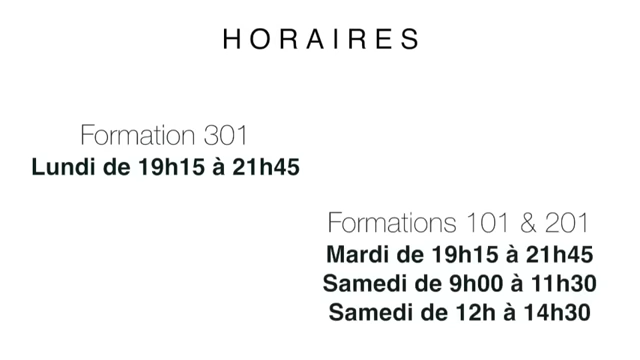 HORAIRES
Formation 301
Lundi de 19h15 à 21h45
Formations 101 & 201
Mardi de 19h15 à 21h45
Samedi de 9h00 à 11h30
Samedi de 12h à 14h30